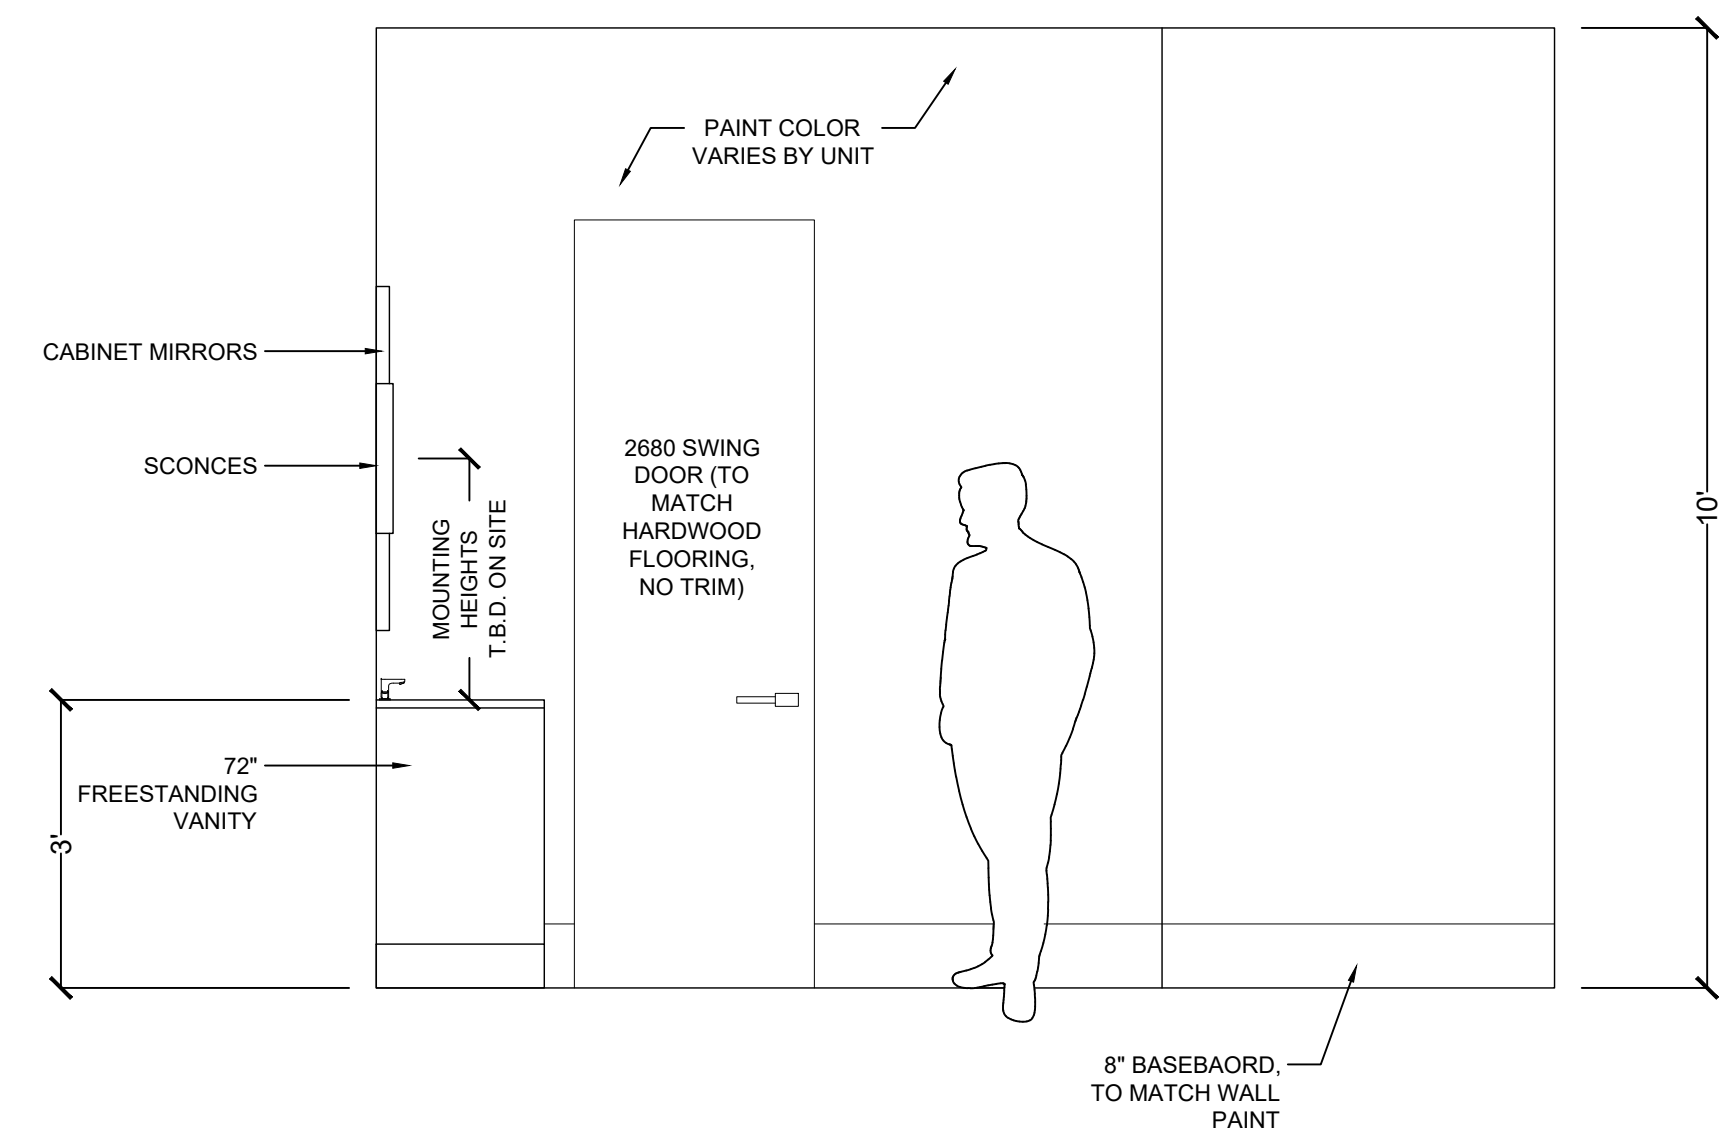 PAINT COLOR
VARIES BY UNIT
CABINET MIRRORS
SCONCES
2680 SWING
DOOR (TO
MATCH
HARDWOOD
FLOORING,
NO TRIM)
MOUNTING
HEIGHTS
T.B.D. ON SITE
10'
72"
FREESTANDING
VANITY
3'
8" BASEBAORD,
TO MATCH WALL
PAINT